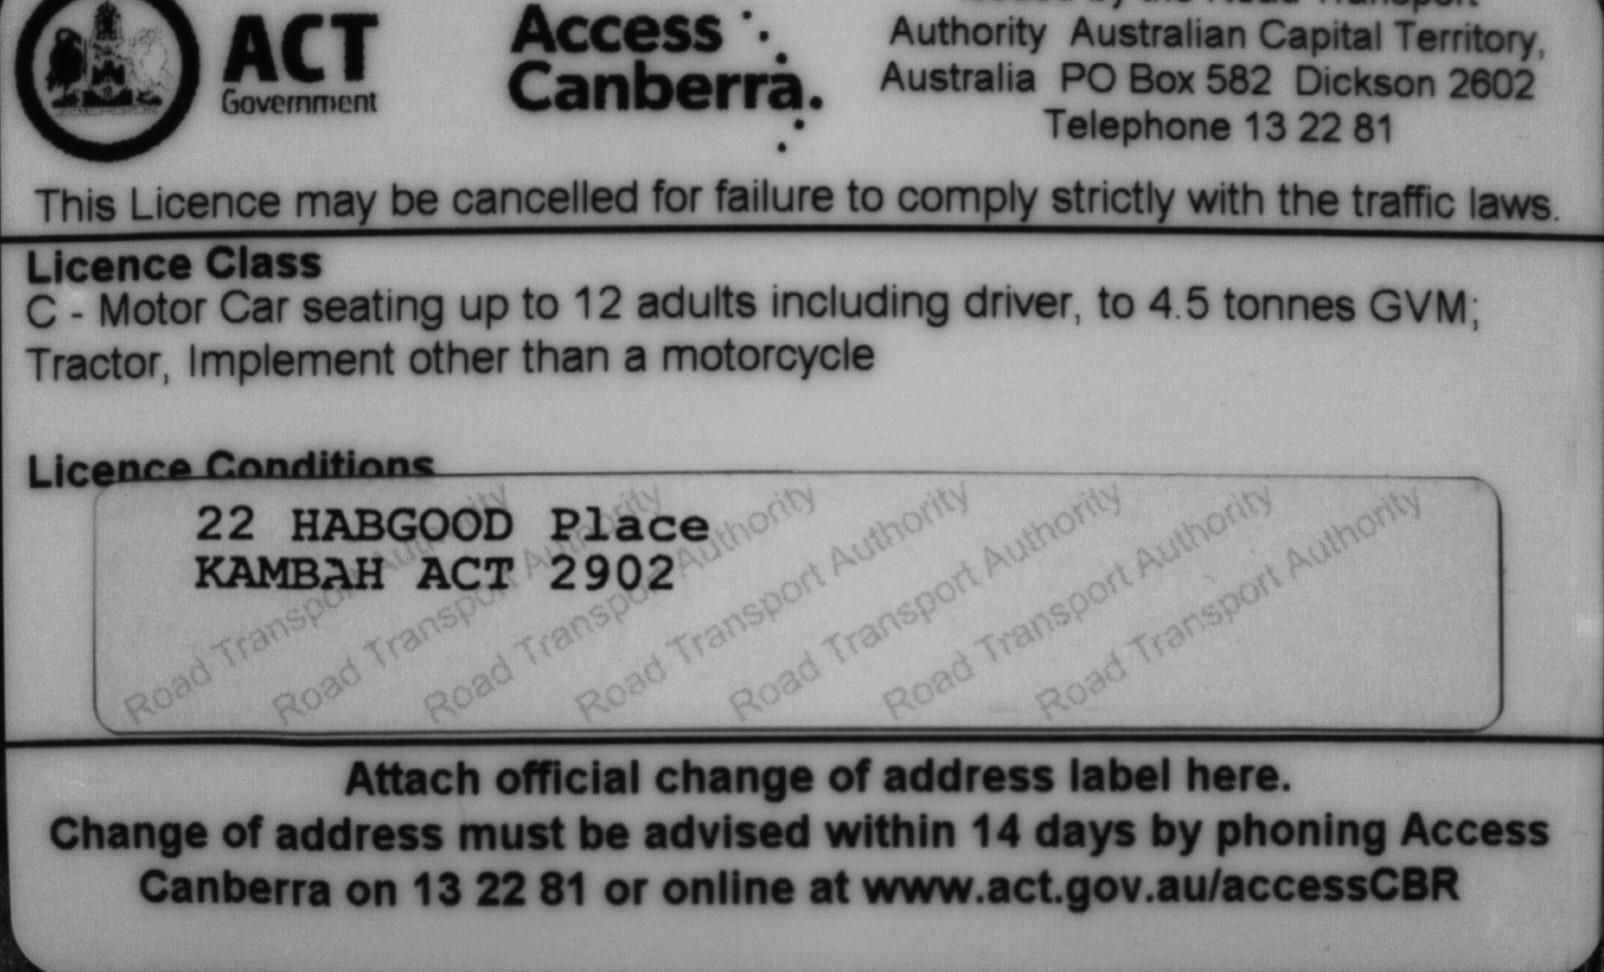 ACT
Government
Access
Canberra.
Issued by the Road Transport
Authority Australian Capital Territory,
Australia PO Box 582 Dickson 2602
Telephone 13 22 81
This Licence may be cancelled for failure to comply strictly with the traffic laws.
Licence Class
C - Motor Car seating up to 12 adults including driver, to 4.5 tonnes GVM;
Tractor, Implement other than a motorcycle
Licence Conditions
22 HABGOOD Place
KAMBAH ACT 2902
Road Transport Authority
Road Transport Authority
Road Transport Authority
Road Transport Authority
Road Transport Authority
Road Transport Authority
Road Transport Authority
Attach official change of address label here.
Change of address must be advised within 14 days by phoning Access
Canberra on 13 22 81 or online at www.act.gov.au/accessCBR